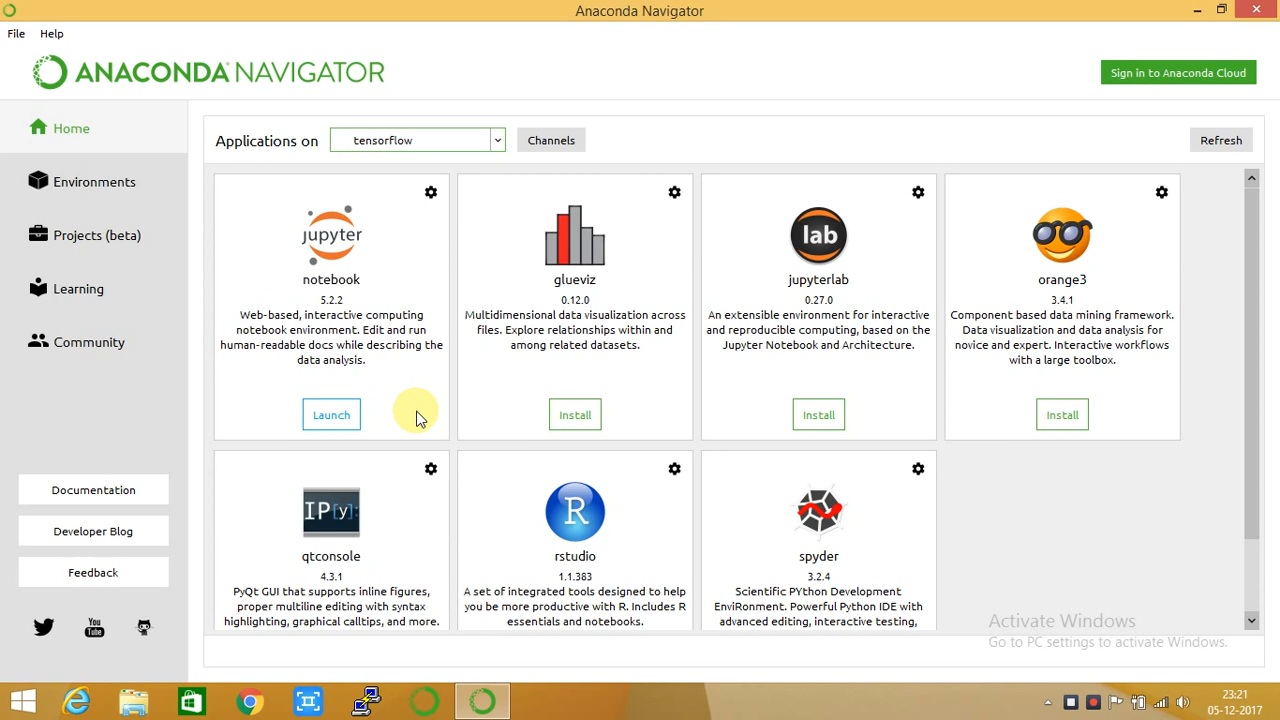 Anaconda Navigator
File Help
ANACONDA NAVIGATOR
Sign in to Anaconda Cloud
Home
Environments
Projects (beta)
Learning
Community
Documentation
Developer Blog
Feedback
You
Tube
Applications on tensorflow Channels Refresh
jupyter
notebook
5.2.2
Web-based, interactive computing
notebook environment. Edit and run
human-readable docs while describing the
data analysis.
Launch
glueviz
0.12.0
Multidimensional data visualization across
files. Explore relationships within and
among related datasets.
Install
lab
jupyterlab
0.27.0
An extensible environment for interactive
and reproducible computing, based on the
Jupyter Notebook and Architecture.
Install
orange3
3.4.1
Component based data mining framework.
Data visualization and data analysis for
novice and expert. Interactive workflows
with a large toolbox.
Install
IP[y]:
qtconsole
4.3.1
PyQt GUI that supports inline figures,
proper multiline editing with syntax
highlighting, graphical calltips, and more.
R
rstudio
1.1.383
A set of integrated tools designed to help
you be more productive with R. Includes R
essentials and notebooks.
spyder
3.2.4
Scientific PYthon Development
EnviRonment. Powerful Python IDE with
advanced editing, interactive testing,
Activate Windows
Go to PC settings to activate Windows.
23:21
05-12-2017